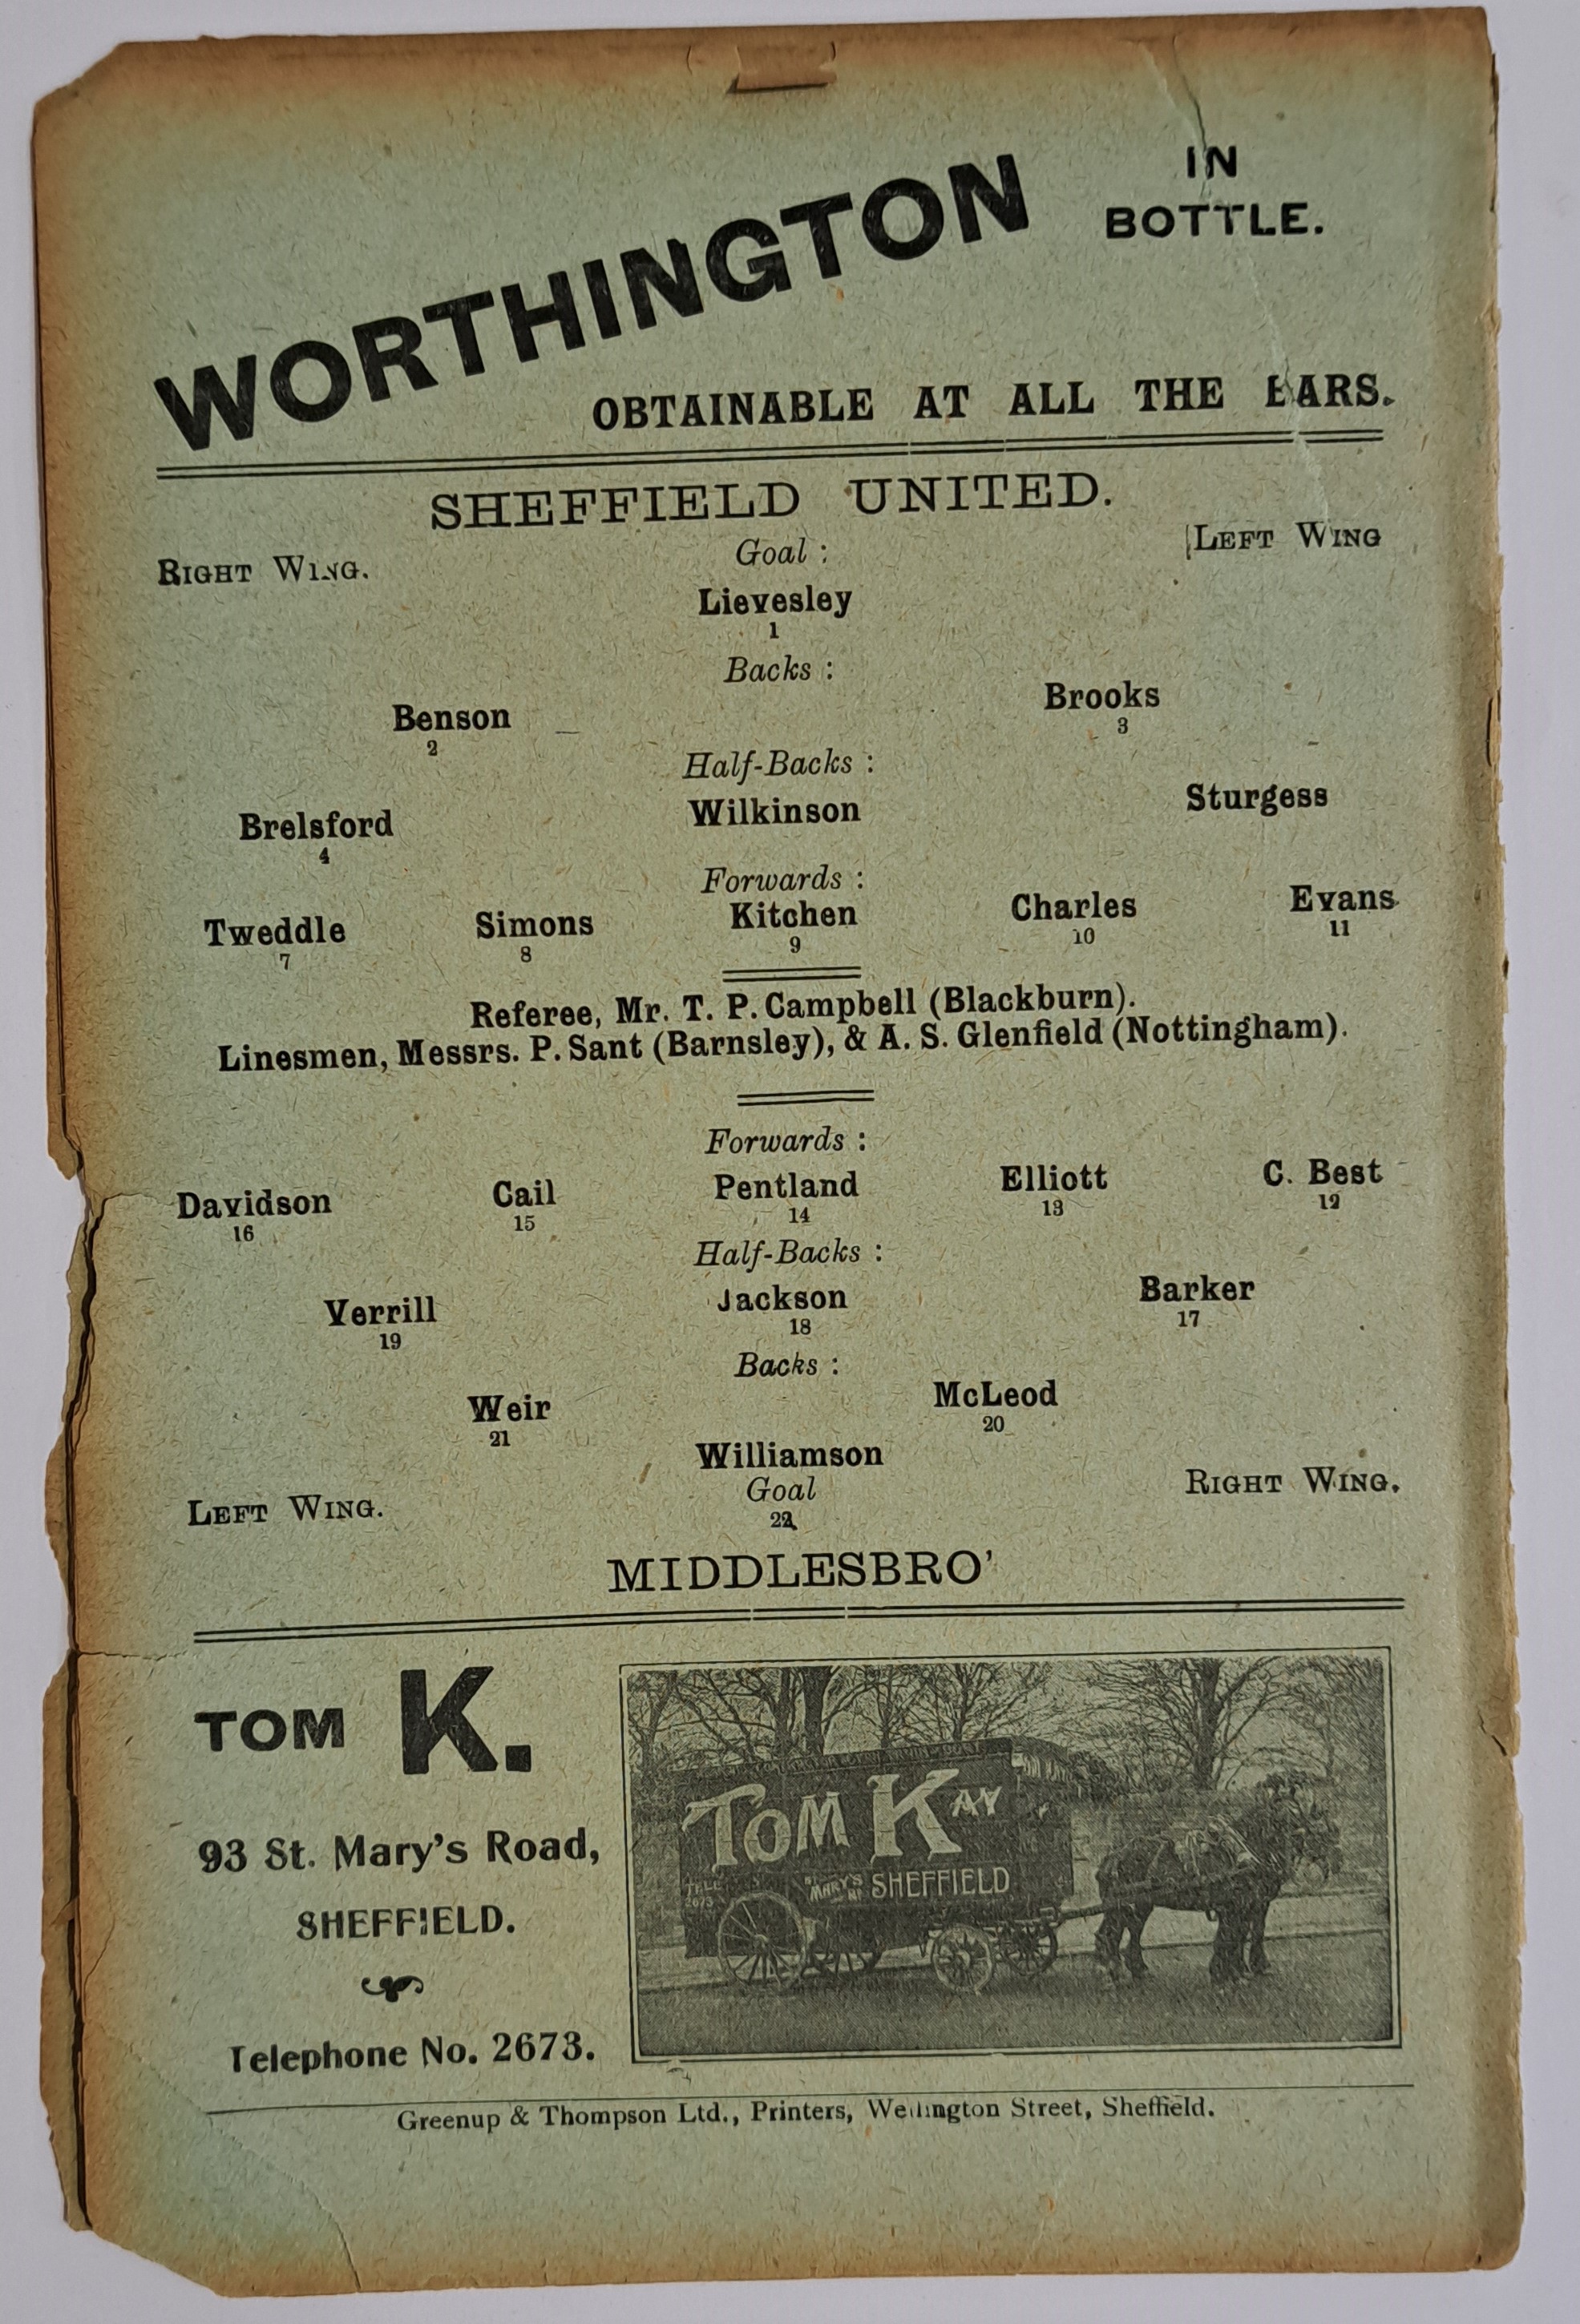 WORTHINGTON IN
BOTTLE.
OBTAINABLE AT ALL THE BARS.
SHEFFIELD UNITED.
RIGHT WING. Goal : LEFT WING
Lievesley
1
Backs :
Benson Brooks
2 3
Half-Backs :
Brelsford Wilkinson Sturgess
4
Forwards :
Tweddle Simons Kitchen Charles Evans
7 8 9 10 11
Referee, Mr. T. P. Campbell (Blackburn).
Linesmen, Messrs. P. Sant (Barnsley), & A. S. Glenfield (Nottingham).
Forwards :
Davidson Cail Pentland Elliott C. Best
16 15 14 13 12
Half-Backs :
Verrill Jackson Barker
19 18 17
Backs :
Weir McLeod
21 20
Williamson
Goal
LEFT WING. 22 RIGHT WING.
MIDDLESBRO'
TOM K.
93 St. Mary's Road,
SHEFFIELD.
Telephone No. 2673.
TOM KAY
TELE 2673 ST MARY'S RD SHEFFIELD
Greenup & Thompson Ltd., Printers, Wellington Street, Sheffield.